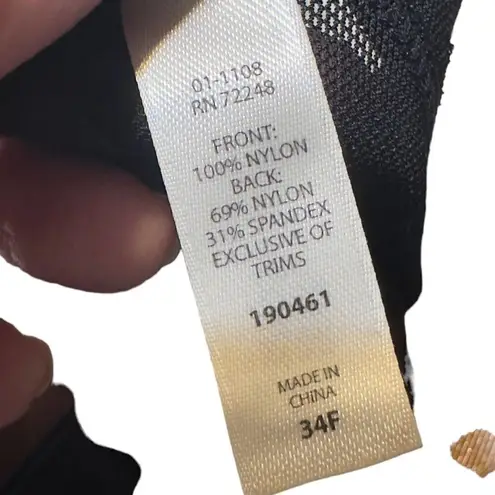 01-1108
RN 72248
FRONT:
100% NYLON
BACK:
69% NYLON
31% SPANDEX
EXCLUSIVE OF
TRIMS
190461
MADE IN
CHINA
34F